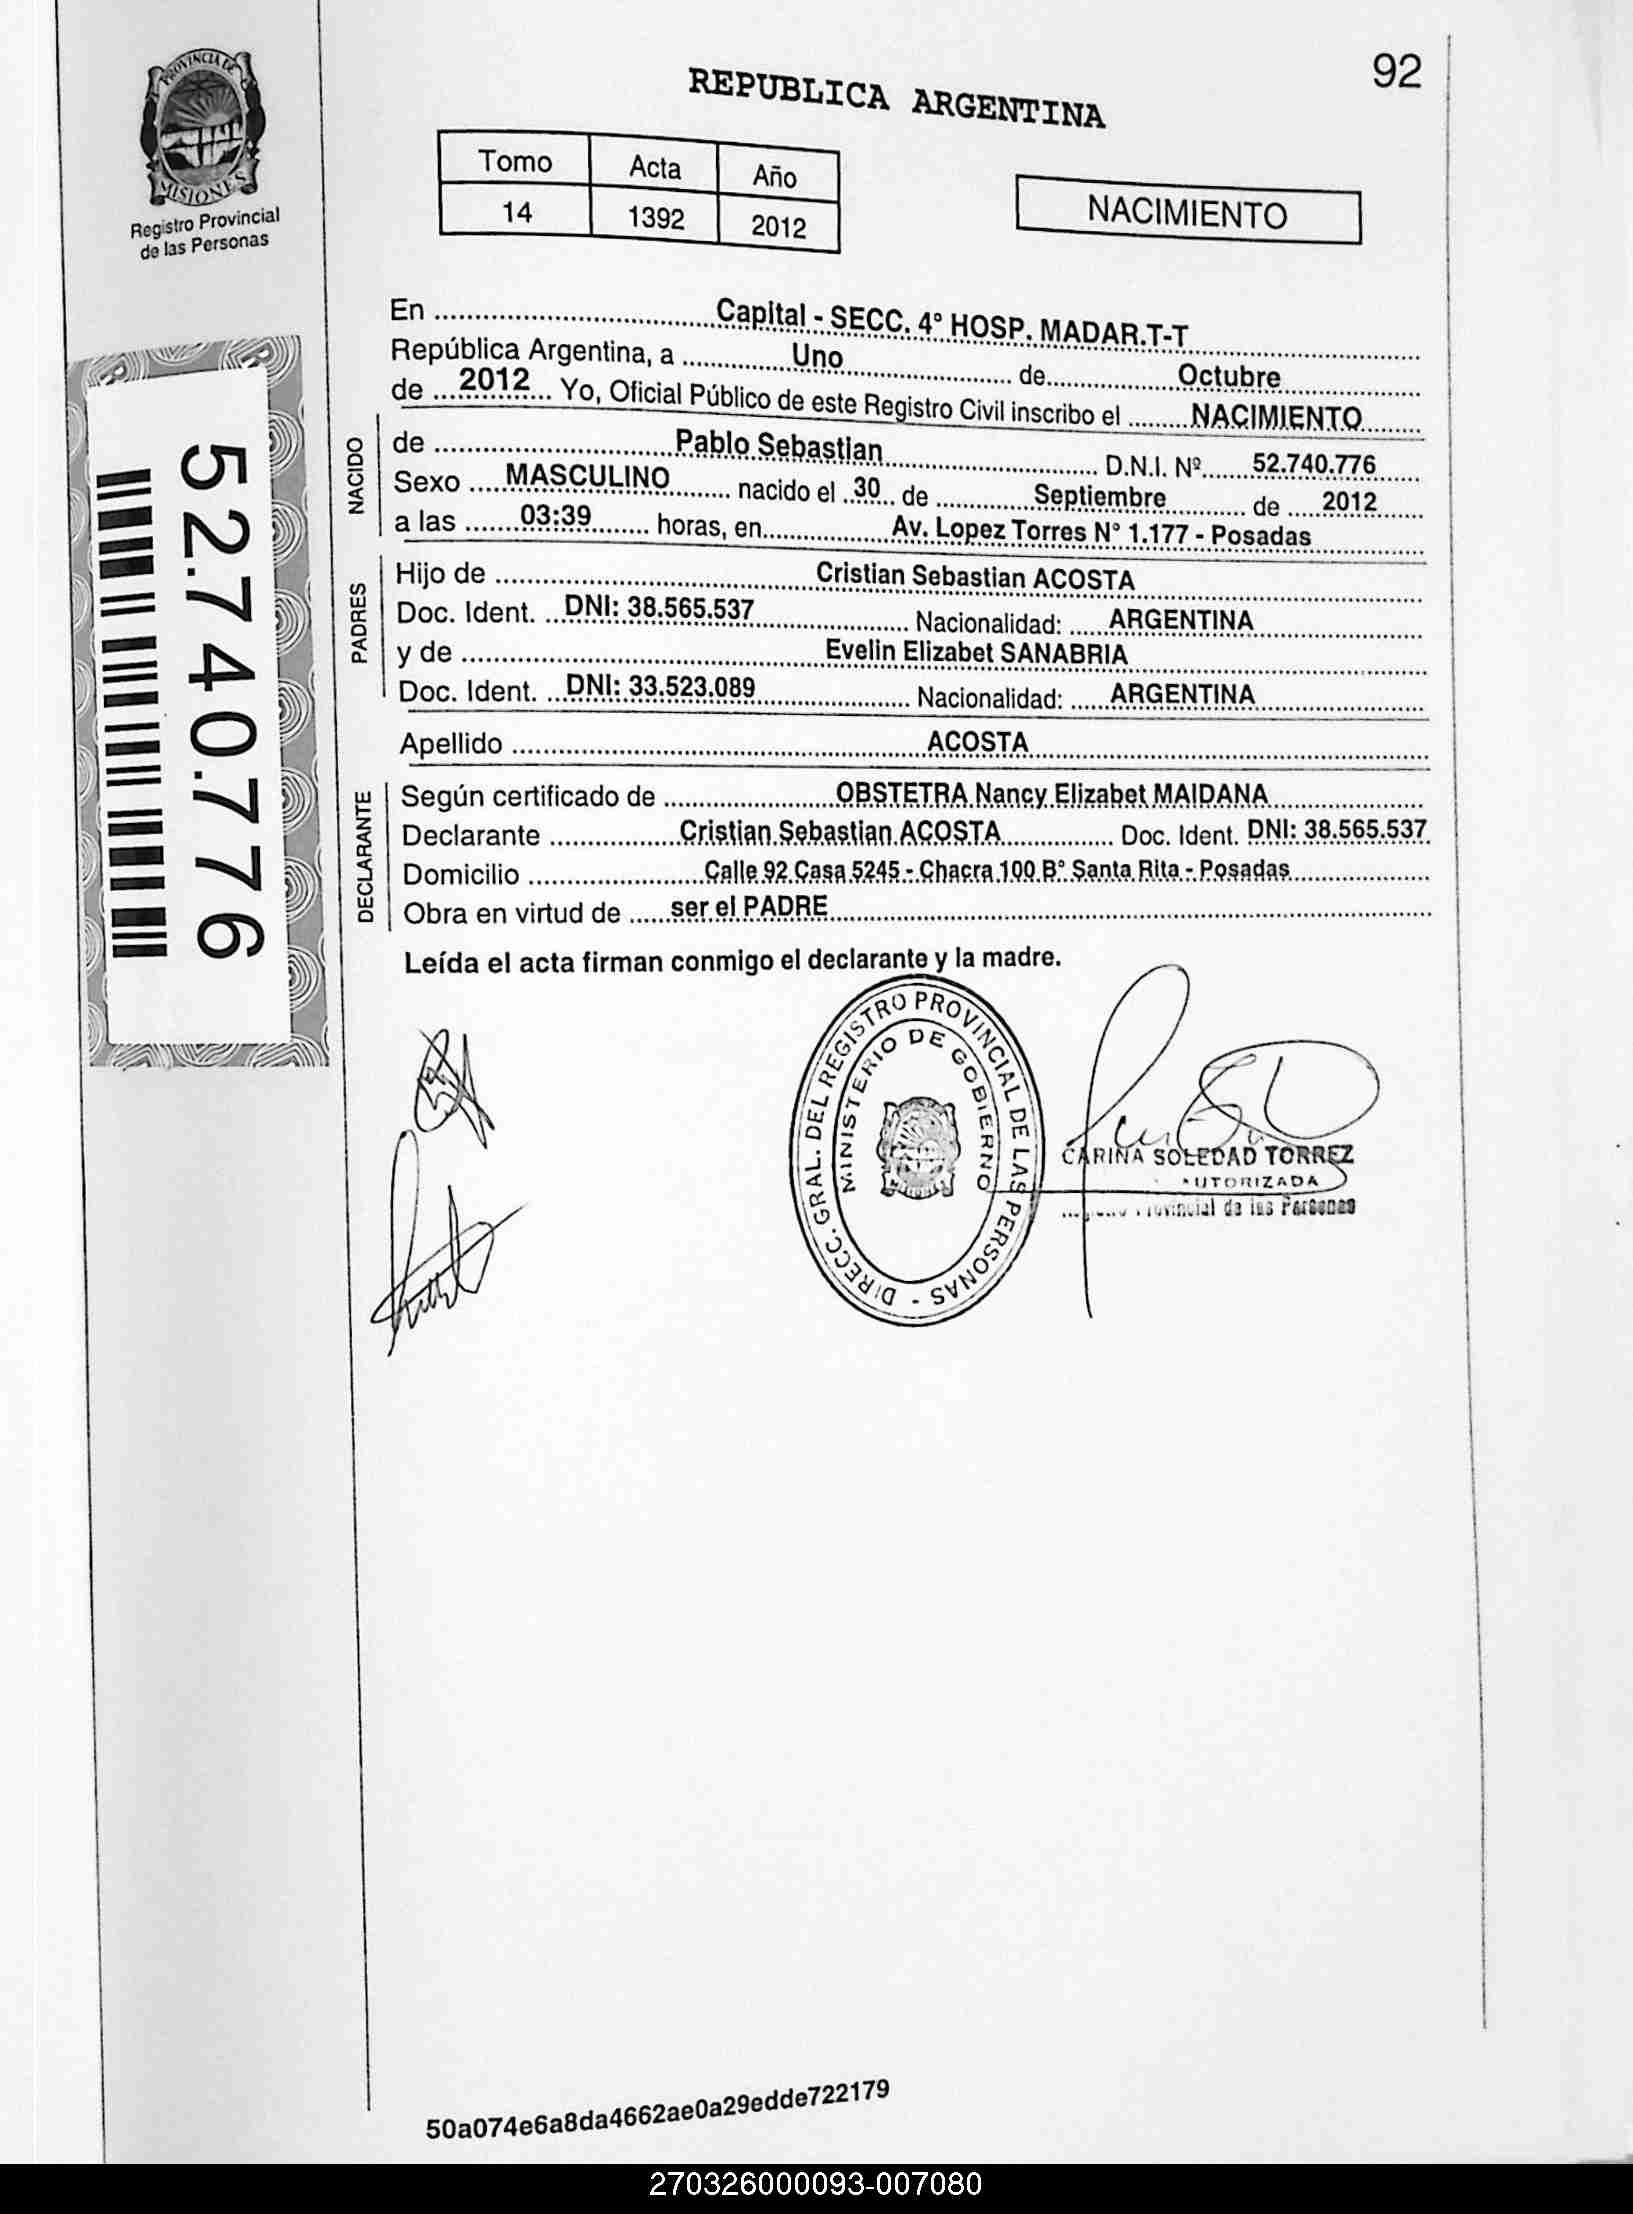 92
PROVINCIA DE
MISIONES
Registro Provincial
de las Personas
REPUBLICA ARGENTINA
Tomo Acta Año
14 1392 2012
NACIMIENTO
En Capital - SECC. 4° HOSP. MADAR.T-T
República Argentina, a Uno de Octubre
de 2012 Yo, Oficial Público de este Registro Civil inscribo el NACIMIENTO
NACIDO
de Pablo Sebastian D.N.I. Nº 52.740.776
Sexo MASCULINO nacido el 30 de Septiembre de 2012
a las 03:39 horas, en Av. Lopez Torres N° 1.177 - Posadas
PADRES
Hijo de Cristian Sebastian ACOSTA
Doc. Ident. DNI: 38.565.537 Nacionalidad: ARGENTINA
y de Evelin Elizabet SANABRIA
Doc. Ident. DNI: 33.523.089 Nacionalidad: ARGENTINA
Apellido ACOSTA
DECLARANTE
Según certificado de OBSTETRA Nancy Elizabet MAIDANA
Declarante Cristian Sebastian ACOSTA Doc. Ident. DNI: 38.565.537
Domicilio Calle 92 Casa 5245 - Chacra 100 B° Santa Rita - Posadas
Obra en virtud de ser el PADRE
Leída el acta firman conmigo el declarante y la madre.
52.740.776
DIRECC. GRAL. DEL REGISTRO PROVINCIAL DE LAS PERSONAS -
MINISTERIO DE GOBIERNO
CARINA SOLEDAD TORREZ
AUTORIZADA
Provincial de las Personas
50a074e6a8da4662ae0a29edde722179
270326000093-007080